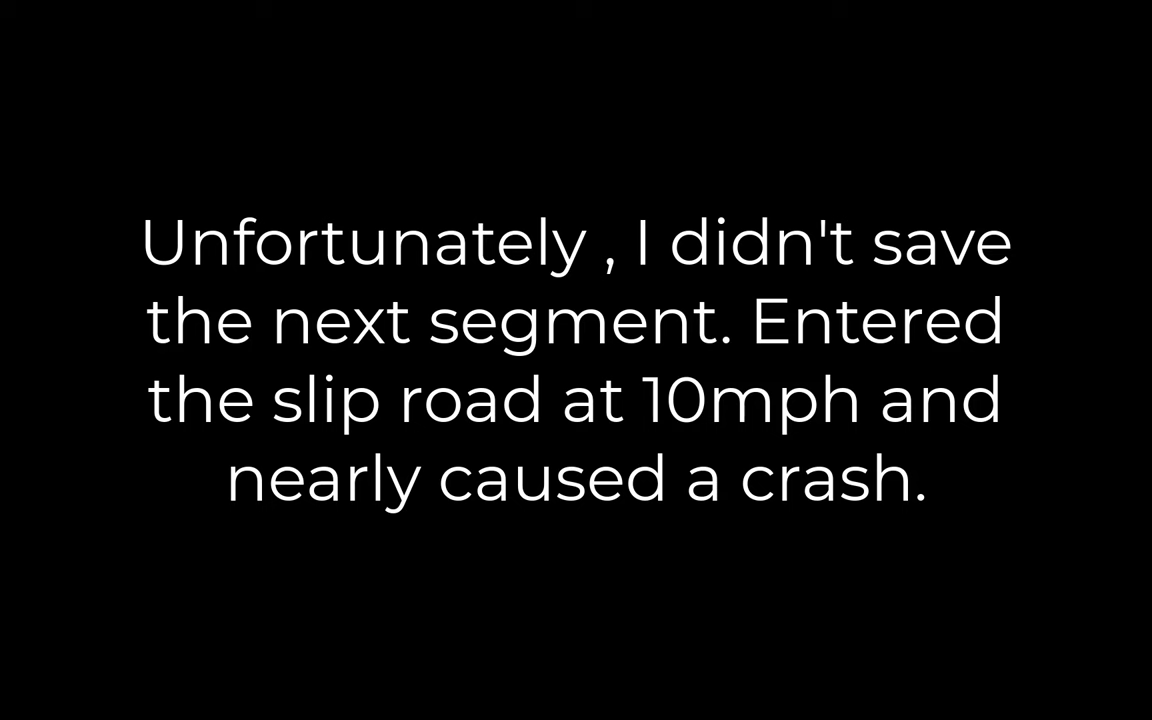 Unfortunately , I didn't save
the next segment. Entered
the slip road at 10mph and
nearly caused a crash.